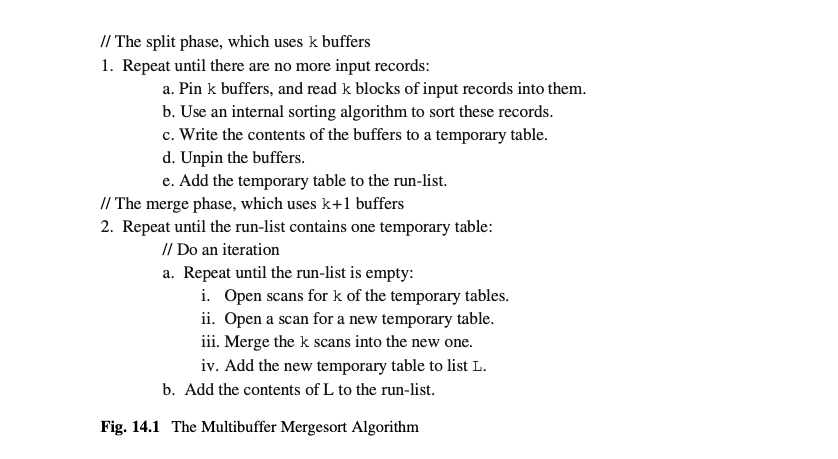 // The split phase, which uses k buffers
1. Repeat until there are no more input records:
a. Pin k buffers, and read k blocks of input records into them.
b. Use an internal sorting algorithm to sort these records.
c. Write the contents of the buffers to a temporary table.
d. Unpin the buffers.
e. Add the temporary table to the run-list.
// The merge phase, which uses k+1 buffers
2. Repeat until the run-list contains one temporary table:
// Do an iteration
a. Repeat until the run-list is empty:
i. Open scans for k of the temporary tables.
ii. Open a scan for a new temporary table.
iii. Merge the k scans into the new one.
iv. Add the new temporary table to list L.
b. Add the contents of L to the run-list.
Fig. 14.1 The Multibuffer Mergesort Algorithm